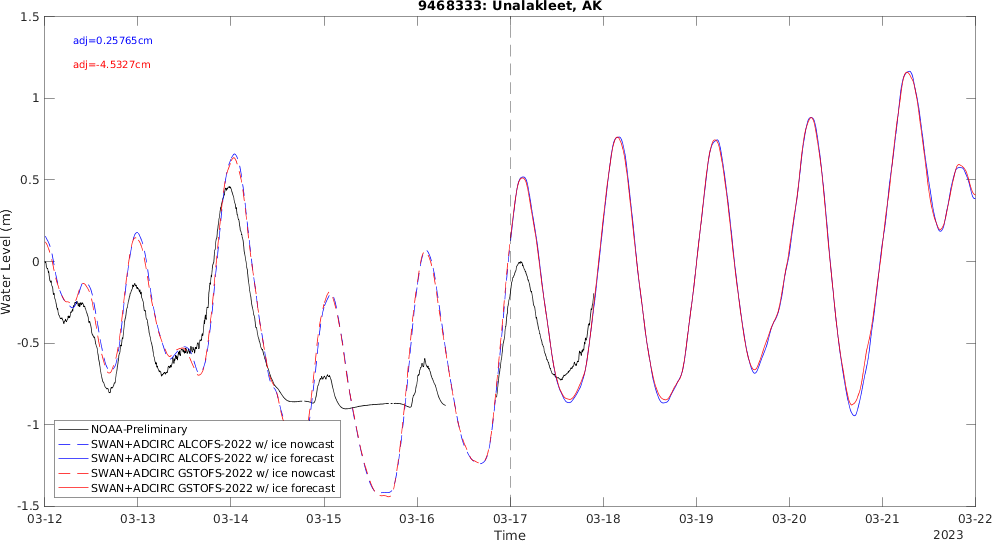 9468333: Unalakleet, AK
adj=0.25765cm
adj=-4.5327cm
Water Level (m)
1.5
1
0.5
0
-0.5
-1
-1.5
NOAA-Preliminary
SWAN+ADCIRC ALCOFS-2022 w/ ice nowcast
SWAN+ADCIRC ALCOFS-2022 w/ ice forecast
SWAN+ADCIRC GSTOFS-2022 w/ ice nowcast
SWAN+ADCIRC GSTOFS-2022 w/ ice forecast
03-12 03-13 03-14 03-15 03-16 03-17 03-18 03-19 03-20 03-21 03-22
Time
2023